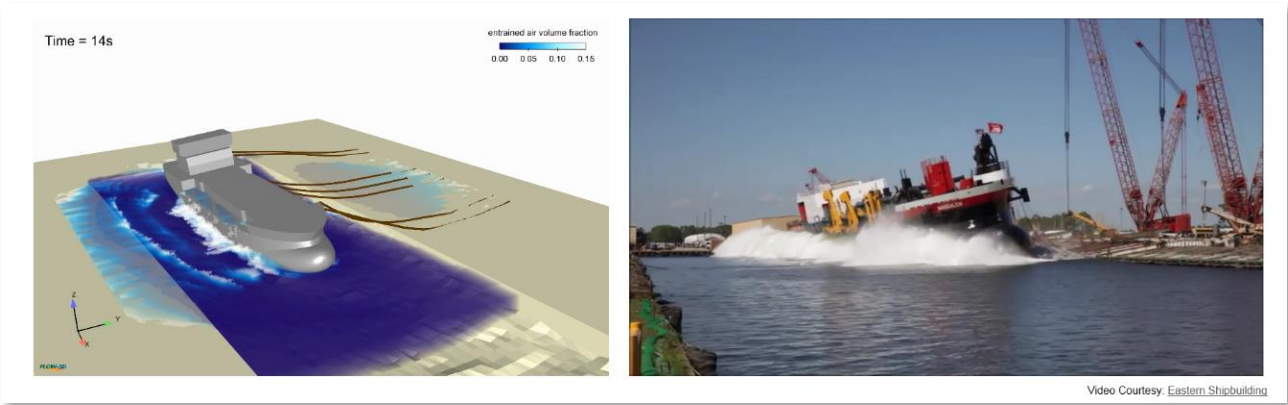 Time = 14s
entrained air volume fraction
0.00 0.05 0.10 0.15
Z
Y
X
FLOW-3D
MAGDALEN
Video Courtesy: Eastern Shipbuilding